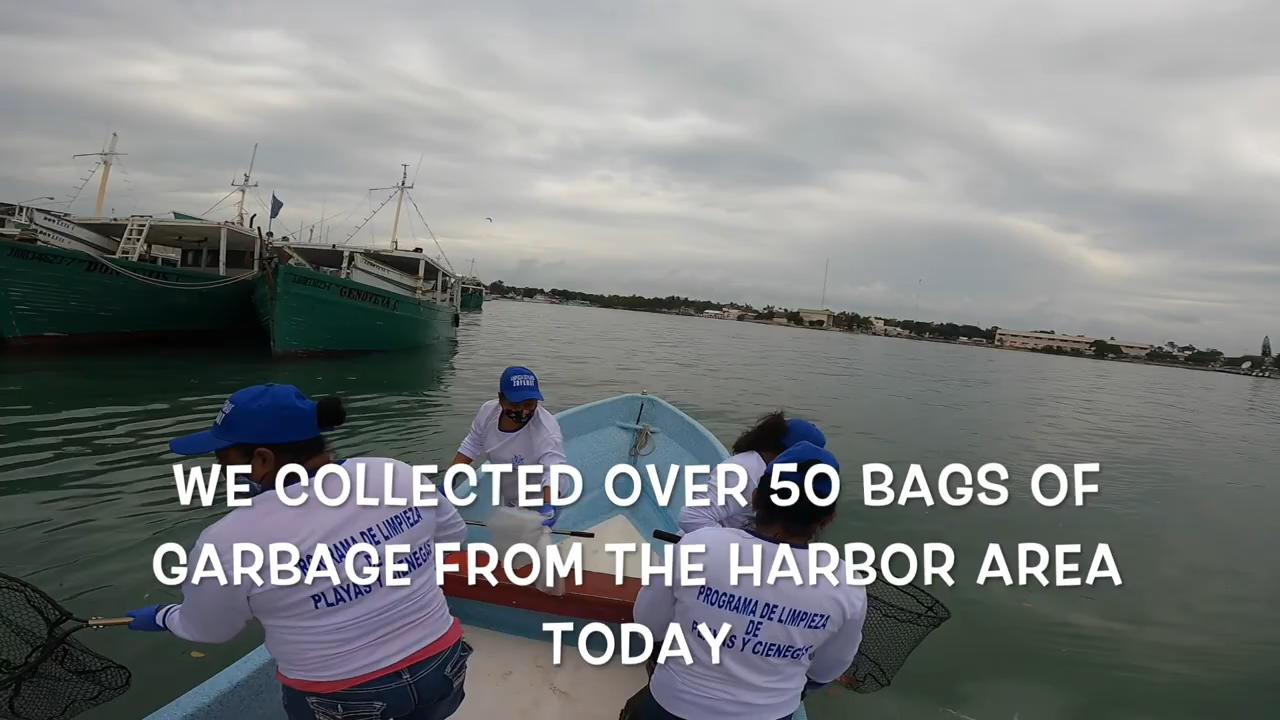 GENOVEVA C
WE COLLECTED OVER 50 BAGS OF
GARBAGE FROM THE HARBOR AREA
TODAY
PROGRAMA DE LIMPIEZA
PLAYAS Y CIENEGAS
PROGRAMA DE LIMPIEZA
DE
PLAYAS Y CIENEGAS